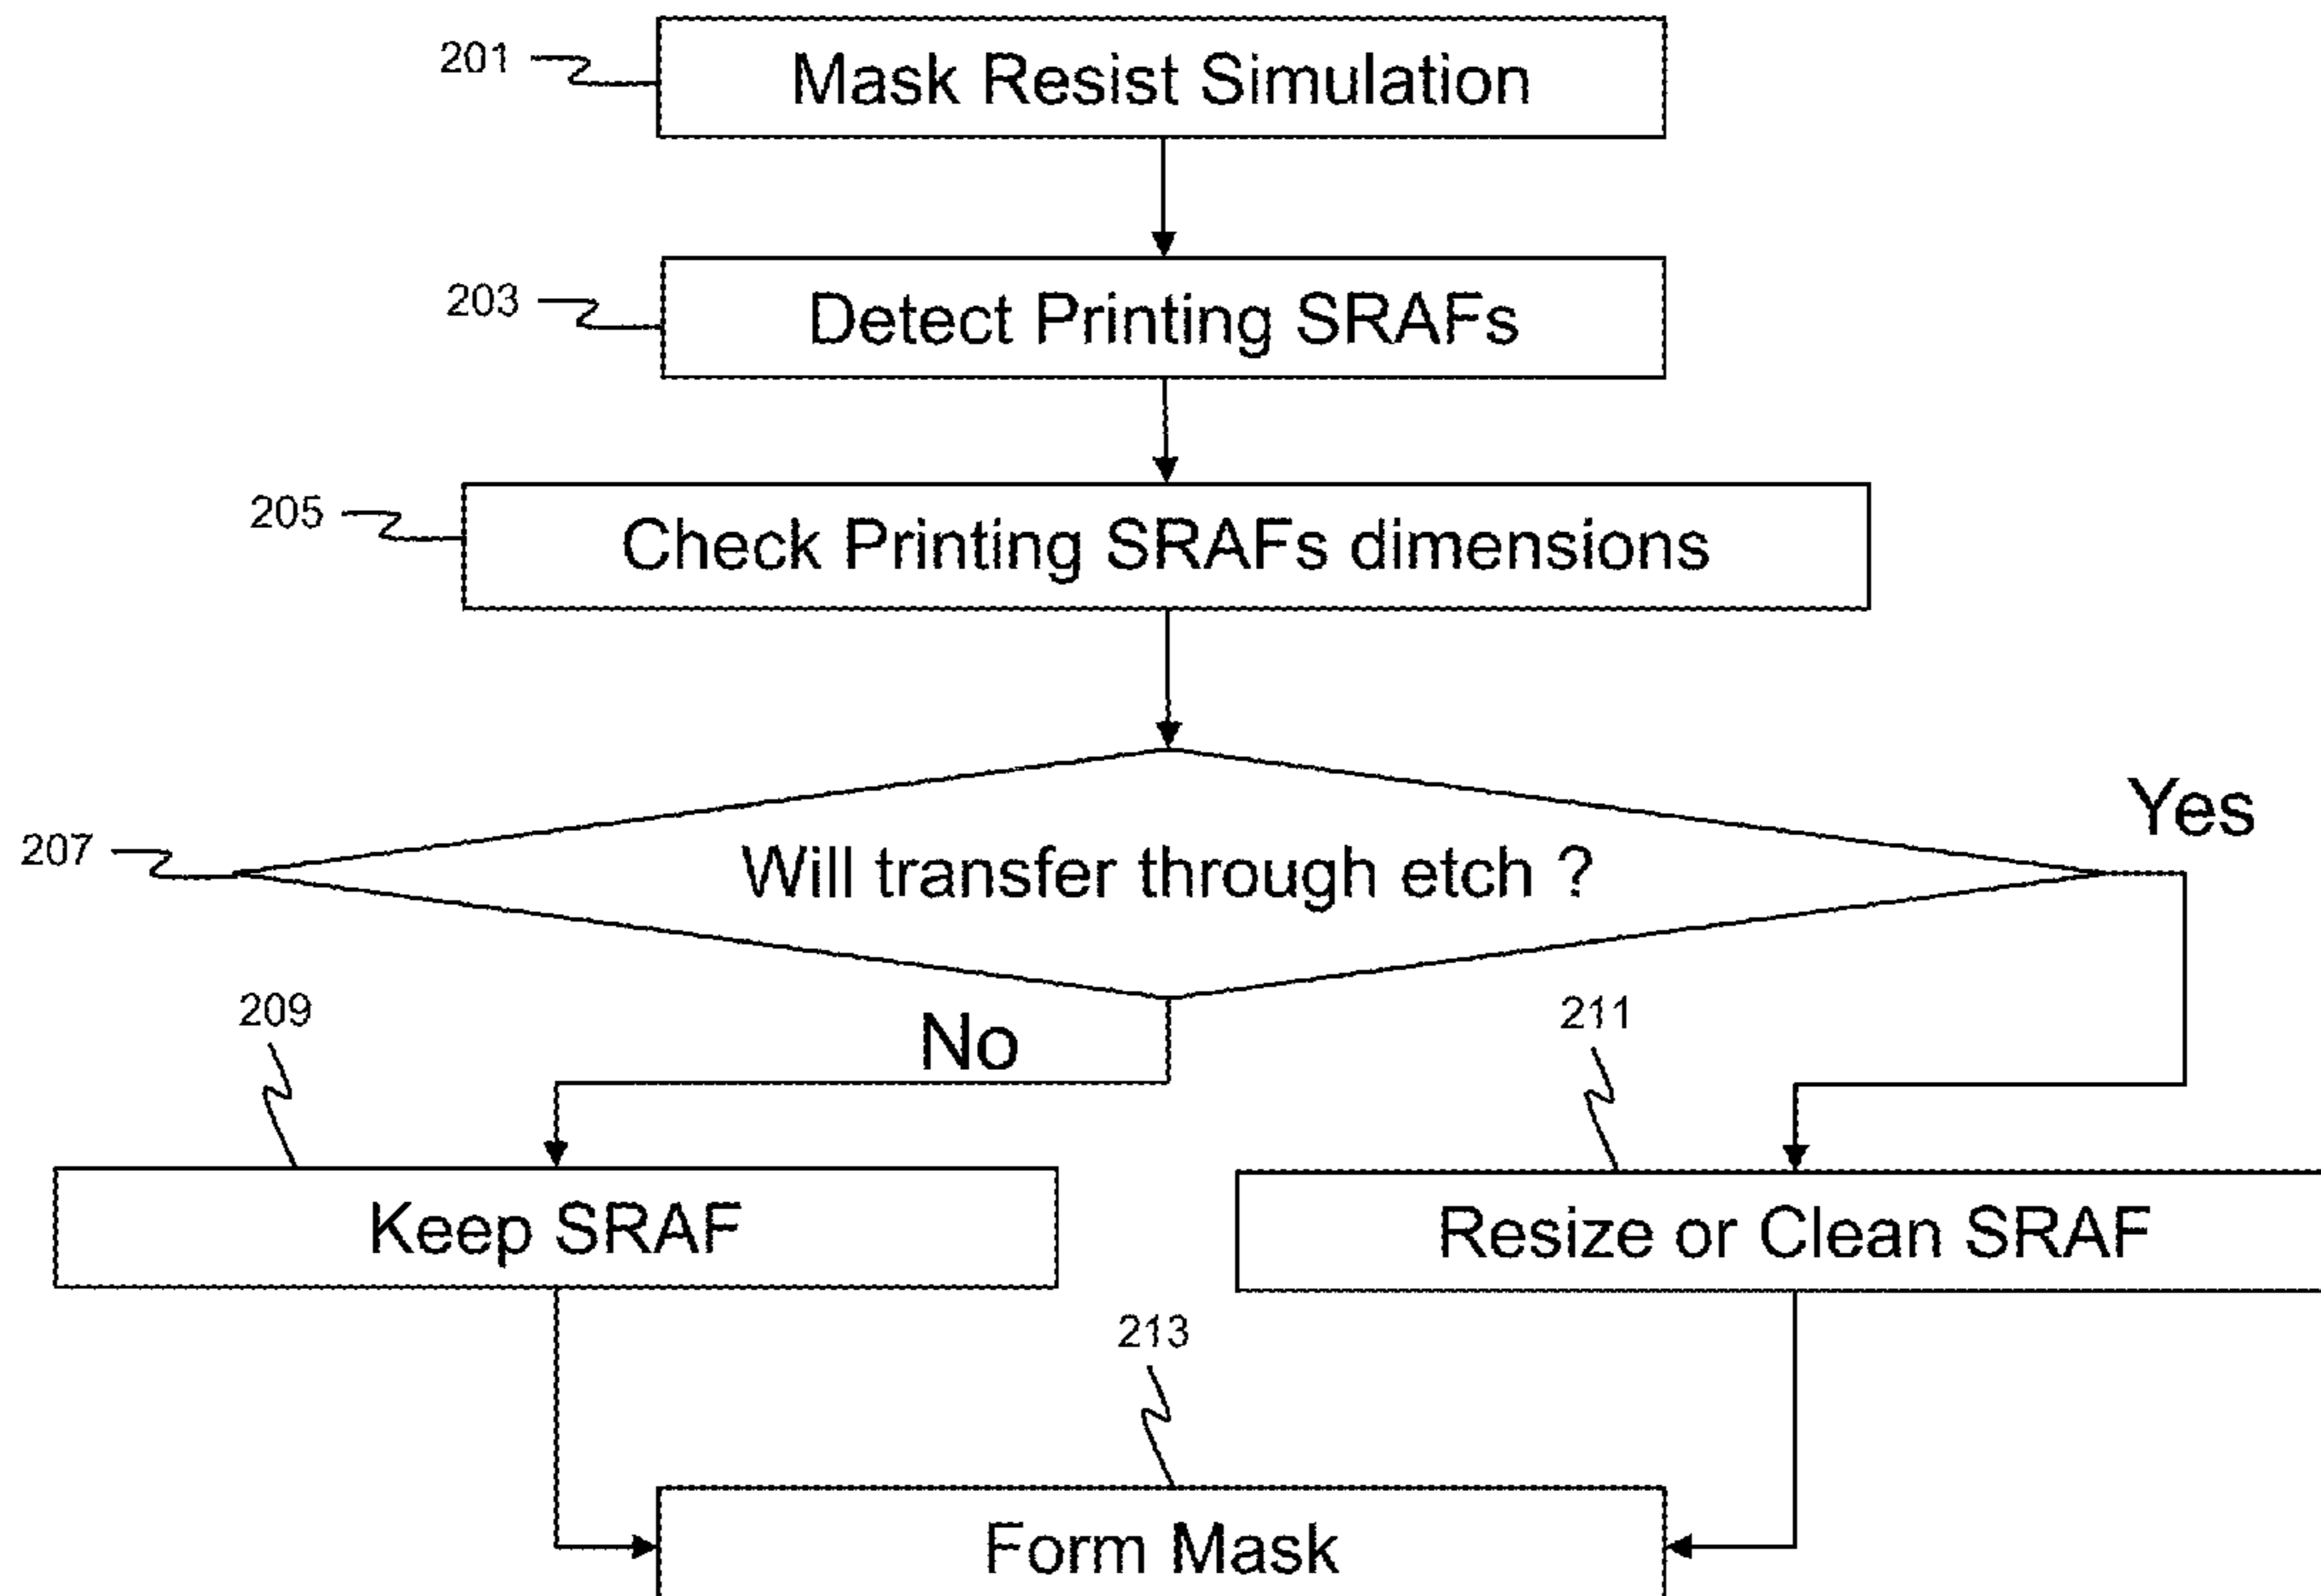 201
Mask Resist Simulation
203
Detect Printing SRAFs
205
Check Printing SRAFs dimensions
Yes
207
Will transfer through etch ?
209
No
211
Keep SRAF
Resize or Clean SRAF
213
Form Mask